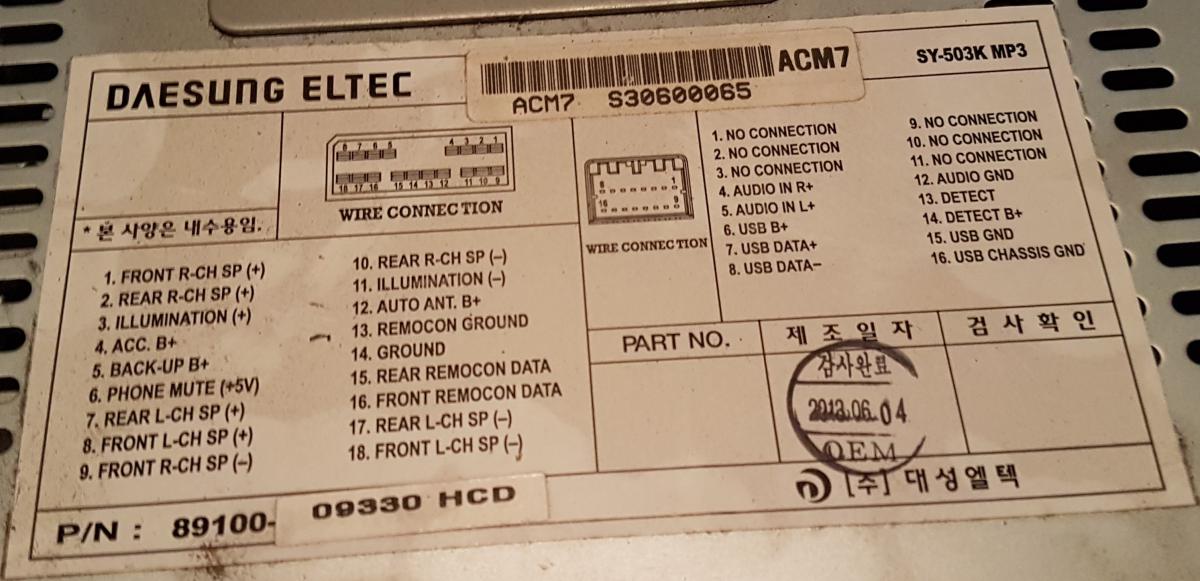 DAESUNG ELTEC
ACM7
ACM7 S30600065
SY-503K MP3
8 7 6 5 4 3 2 1
18 17 16 15 14 13 12 11 10 9
WIRE CONNECTION
* 본 사양은 내수용임.
1. FRONT R-CH SP (+)
2. REAR R-CH SP (+)
3. ILLUMINATION (+)
4. ACC. B+
5. BACK-UP B+
6. PHONE MUTE (+5V)
7. REAR L-CH SP (+)
8. FRONT L-CH SP (+)
9. FRONT R-CH SP (–)
10. REAR R-CH SP (–)
11. ILLUMINATION (–)
12. AUTO ANT. B+
13. REMOCON GROUND
14. GROUND
15. REAR REMOCON DATA
16. FRONT REMOCON DATA
17. REAR L-CH SP (–)
18. FRONT L-CH SP (–)
8 1
16 9
WIRE CONNECTION
1. NO CONNECTION
2. NO CONNECTION
3. NO CONNECTION
4. AUDIO IN R+
5. AUDIO IN L+
6. USB B+
7. USB DATA+
8. USB DATA–
9. NO CONNECTION
10. NO CONNECTION
11. NO CONNECTION
12. AUDIO GND
13. DETECT
14. DETECT B+
15. USB GND
16. USB CHASSIS GND
PART NO. 제 조 일 자 검 사 확 인
검사완료
2013.06.04
OEM
[주] 대성엘텍
P/N : 89100- 09330 HCD